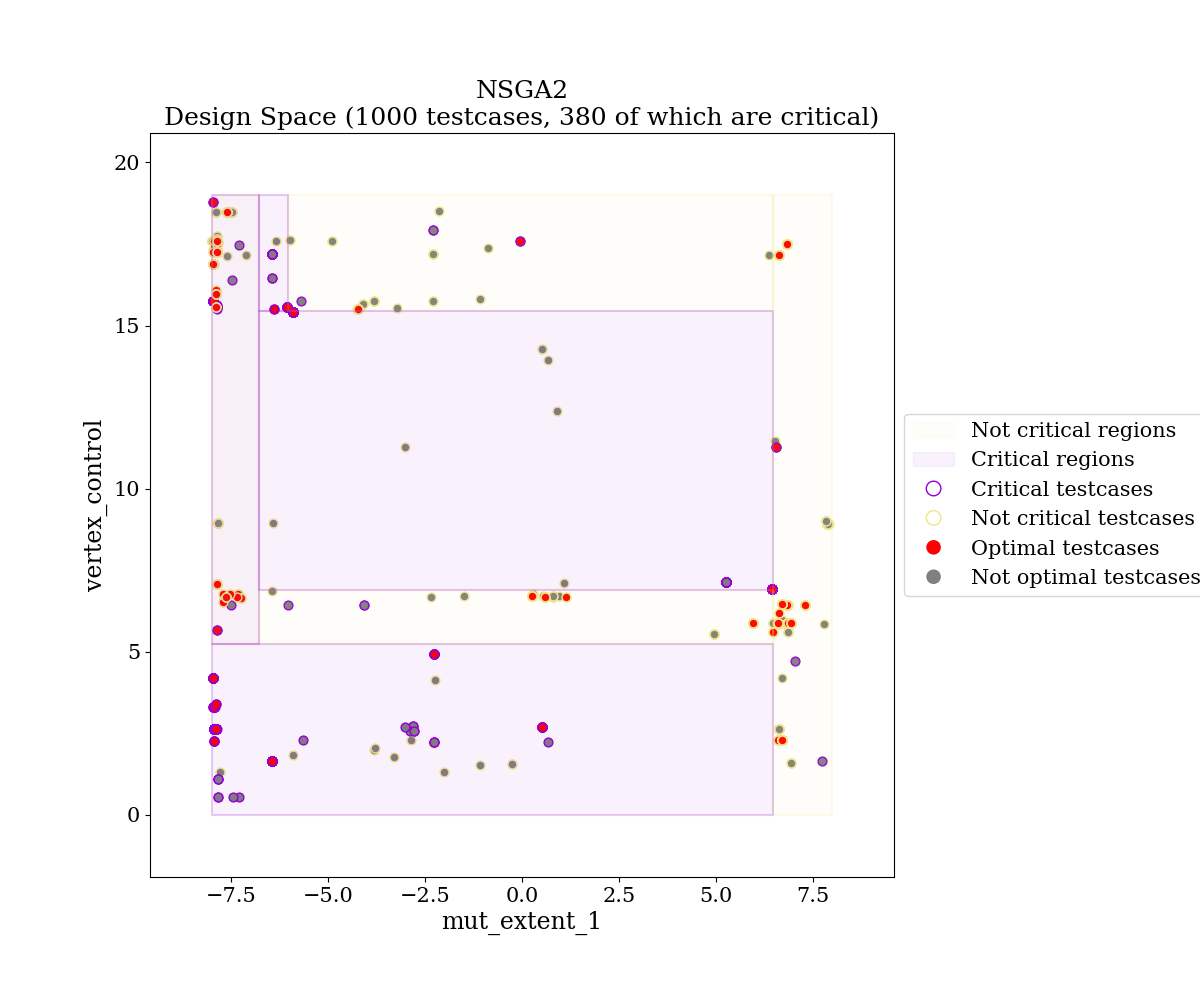 NSGA2
Design Space (1000 testcases, 380 of which are critical)
20
15
10
5
0
vertex_control
−7.5
−5.0
−2.5
0.0
2.5
5.0
7.5
mut_extent_1
Not critical regions
Critical regions
Critical testcases
Not critical testcases
Optimal testcases
Not optimal testcases